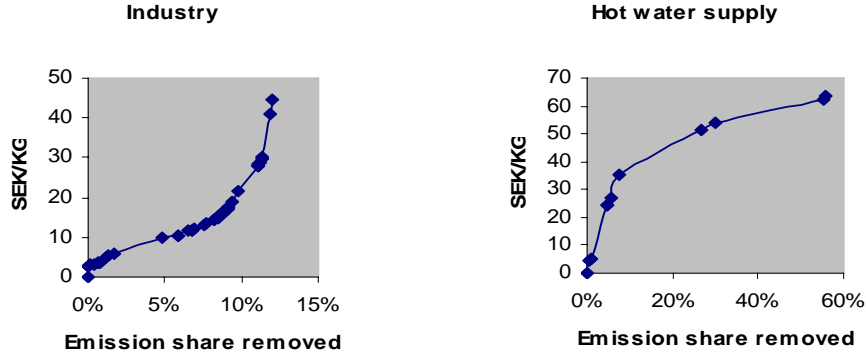 Industry
50
40
30
20
10
0
SEK/KG
0% 5% 10% 15%
Emission share removed
Hot water supply
70
60
50
40
30
20
10
0
SEK/KG
0% 20% 40% 60%
Emission share removed